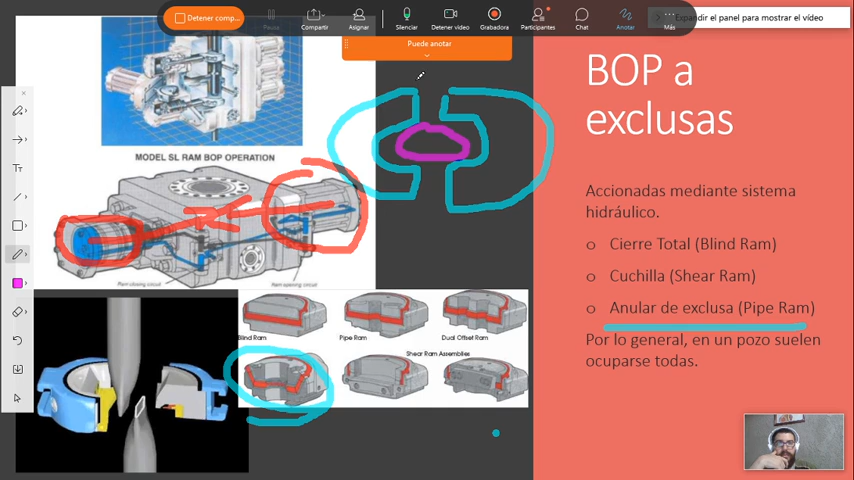 Detener comp...
Pausa
Compartir
Asignar
Silenciar
Detener video
Grabadora
Participantes
Chat
Anotar
Más
Expandir el panel para mostrar el vídeo
Puede anotar
BOP a
exclusas
MODEL SL RAM BOP OPERATION
Ram closing circuit
Ram opening circuit
Blind Ram
Pipe Ram
Dual Offset Ram
Shear Ram Assemblies
Accionadas mediante sistema
hidráulico.
o Cierre Total (Blind Ram)
o Cuchilla (Shear Ram)
o Anular de exclusa (Pipe Ram)
Por lo general, en un pozo suelen
ocuparse todas.